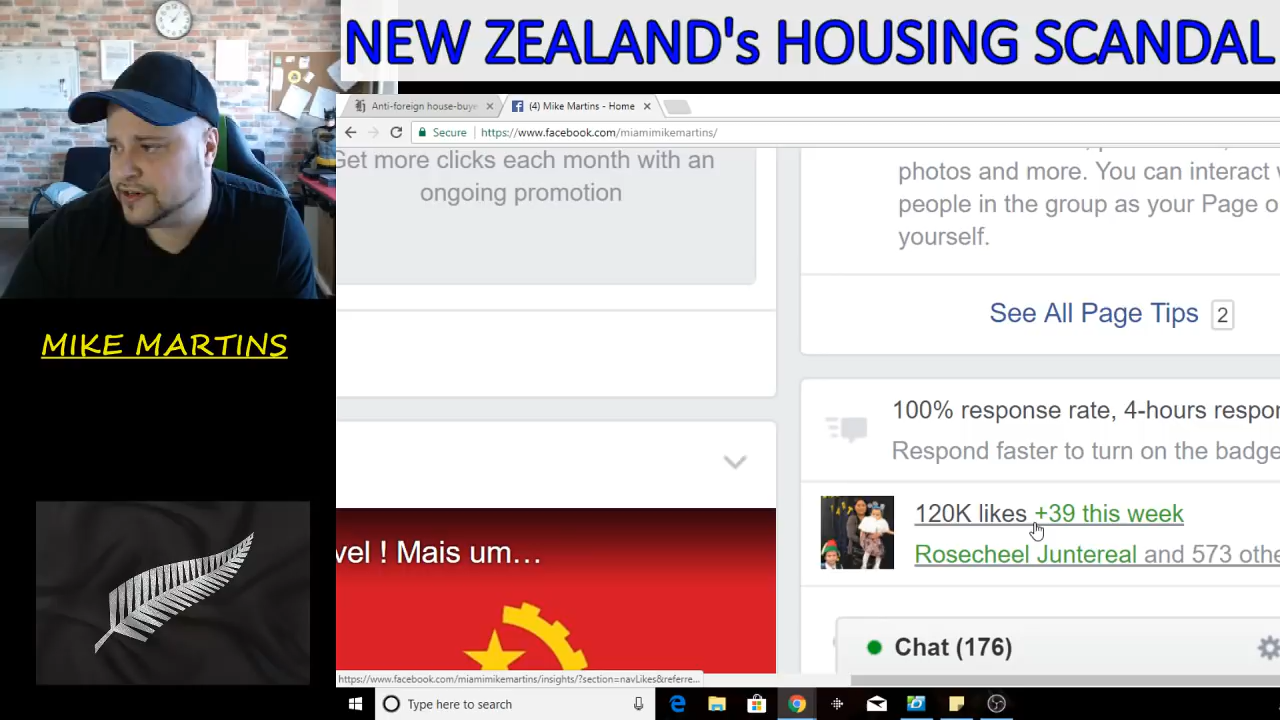 NEW ZEALAND's HOUSING SCANDAL
Anti-foreign house-buye
(4) Mike Martins - Home
Secure
https://www.facebook.com/miamimikemartins/
Get more clicks each month with an
ongoing promotion
photos and more. You can interact
people in the group as your Page o
yourself.
See All Page Tips 2
MIKE MARTINS
100% response rate, 4-hours respo
Respond faster to turn on the badge
120K likes +39 this week
Rosecheel Juntereal and 573 othe
vel ! Mais um…
Chat (176)
https://www.facebook.com/miamimikemartins/insights/?section=navLikes&referre...
Type here to search